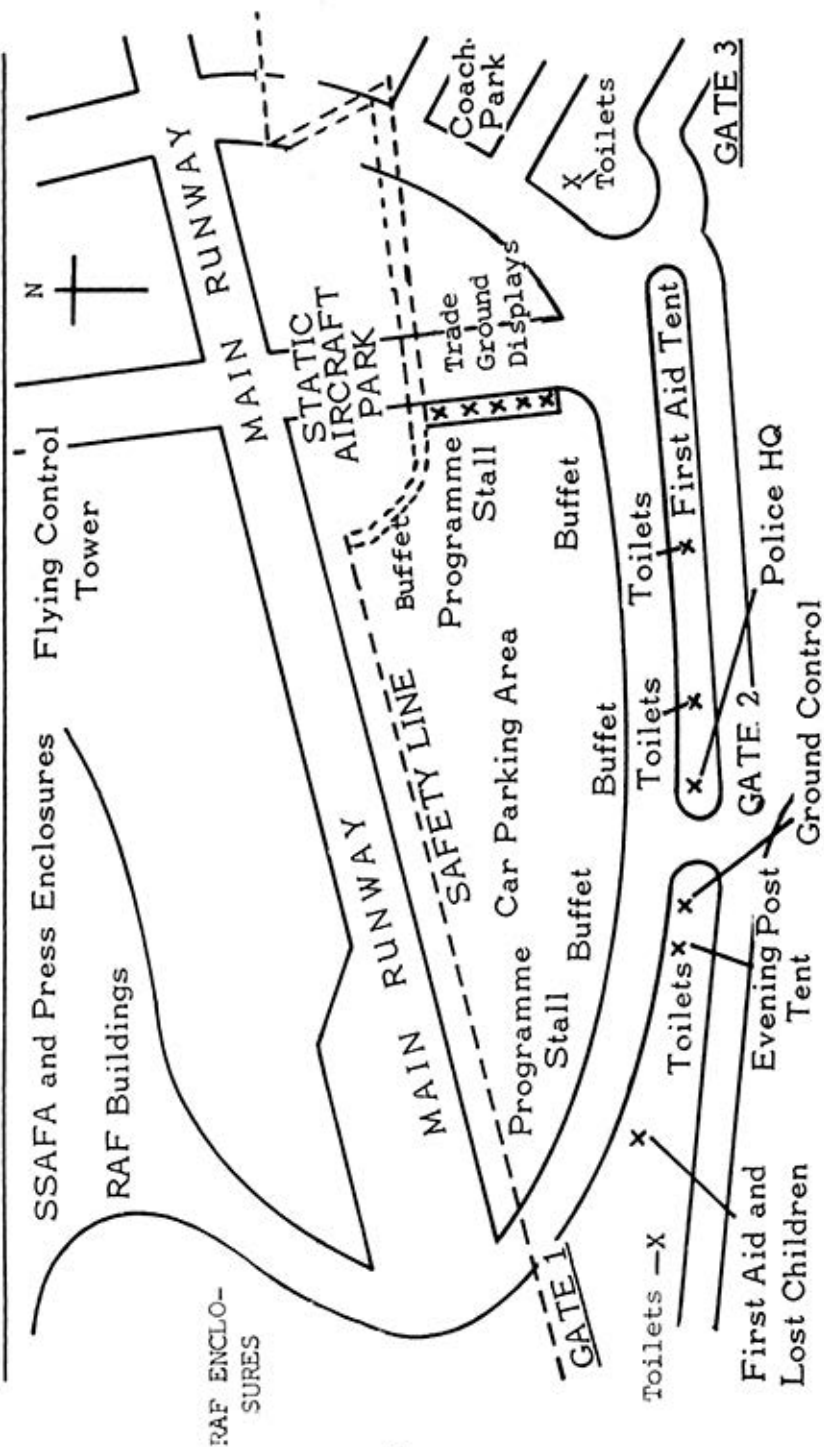 SSAFA and Press Enclosures
Flying Control
Tower
N
RAF Buildings
RAF ENCLO-
SURES
MAIN RUNWAY
MAIN RUNWAY
MAIN RUNWAY
STATIC
AIRCRAFT
PARK
SAFETY LINE
Buffet
Programme
Stall
Trade
Ground
Displays
Coach
Park
Toilets
X
GATE 3
Car Parking Area
Programme
Stall
Buffet
Buffet
Buffet
x x x x x
GATE 1
Toilets
Toilets
First Aid Tent
x
x
x
Police HQ
GATE 2
Toilets
x
x
Evening Post
Tent
Ground Control
x
Toilets –X
First Aid and
Lost Children